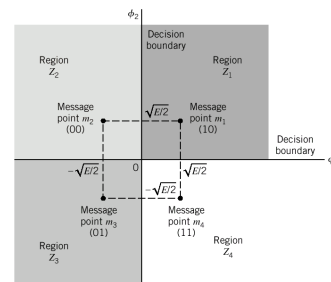 ϕ₂
Decision
boundary
Region
Z₂
Region
Z₁
Message
point m₂
(00)
√E/2
Message
point m₁
(10)
Decision
boundary
−√E/2
0
√E/2
−√E/2
Message
point m₃
(01)
Message
point m₄
(11)
Region
Z₃
Region
Z₄